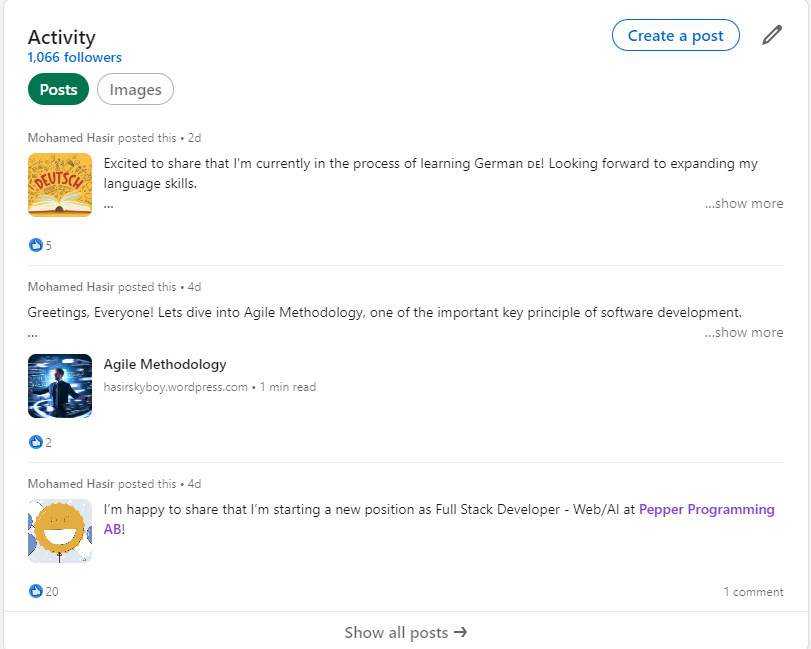 Activity
1,066 followers
Create a post
Posts
Images
Mohamed Hasir posted this • 2d
DEUTSCH
Excited to share that I'm currently in the process of learning German ᴅᴇ! Looking forward to expanding my
language skills.
...
...show more
5
Mohamed Hasir posted this • 4d
Greetings, Everyone! Lets dive into Agile Methodology, one of the important key principle of software development.
...
...show more
Agile Methodology
hasirskyboy.wordpress.com • 1 min read
2
Mohamed Hasir posted this • 4d
I’m happy to share that I’m starting a new position as Full Stack Developer - Web/AI at Pepper Programming
AB!
20
1 comment
Show all posts →